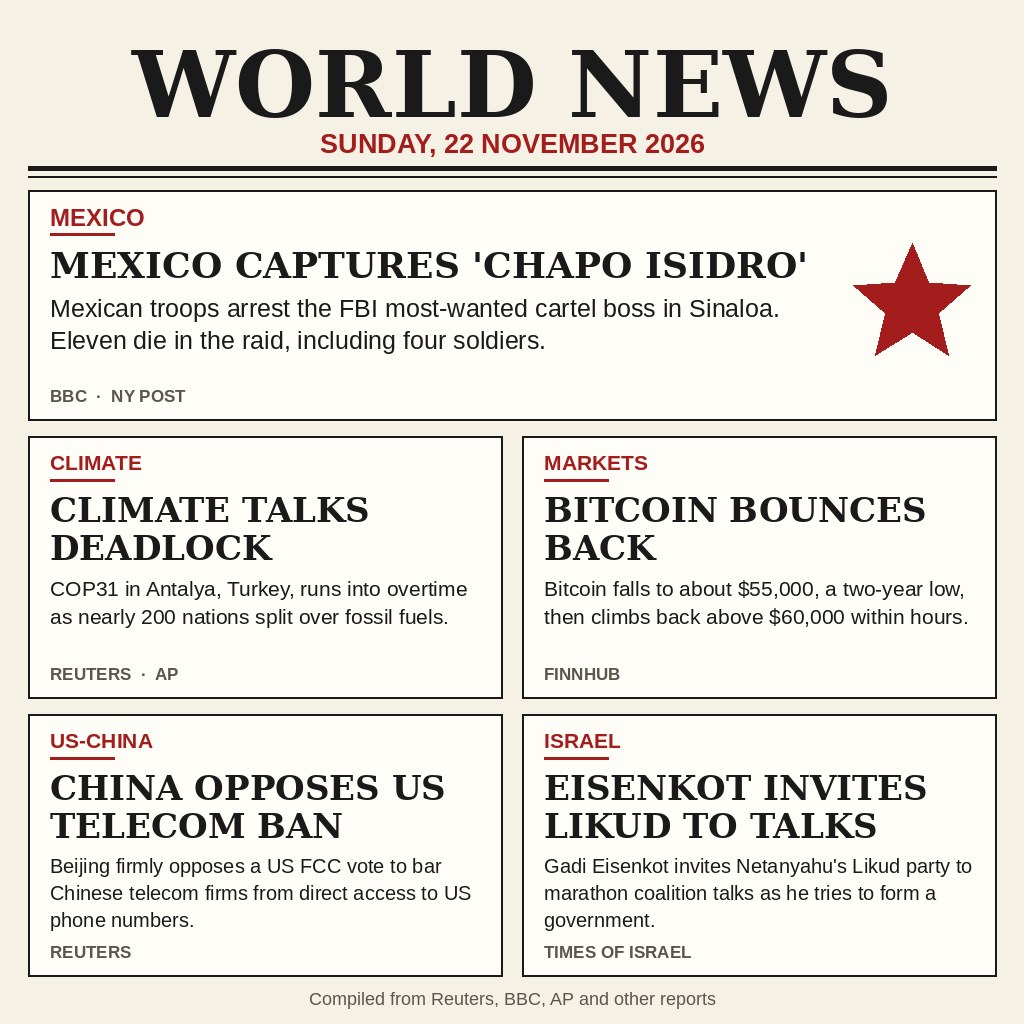 WORLD NEWS
SUNDAY, 22 NOVEMBER 2026
MEXICO
MEXICO CAPTURES 'CHAPO ISIDRO'
Mexican troops arrest the FBI most-wanted cartel boss in Sinaloa.
Eleven die in the raid, including four soldiers.
BBC · NY POST
CLIMATE
CLIMATE TALKS
DEADLOCK
COP31 in Antalya, Turkey, runs into overtime
as nearly 200 nations split over fossil fuels.
REUTERS · AP
MARKETS
BITCOIN BOUNCES
BACK
Bitcoin falls to about $55,000, a two-year low,
then climbs back above $60,000 within hours.
FINNHUB
US-CHINA
CHINA OPPOSES US
TELECOM BAN
Beijing firmly opposes a US FCC vote to bar
Chinese telecom firms from direct access to US
phone numbers.
REUTERS
ISRAEL
EISENKOT INVITES
LIKUD TO TALKS
Gadi Eisenkot invites Netanyahu's Likud party to
marathon coalition talks as he tries to form a
government.
TIMES OF ISRAEL
Compiled from Reuters, BBC, AP and other reports